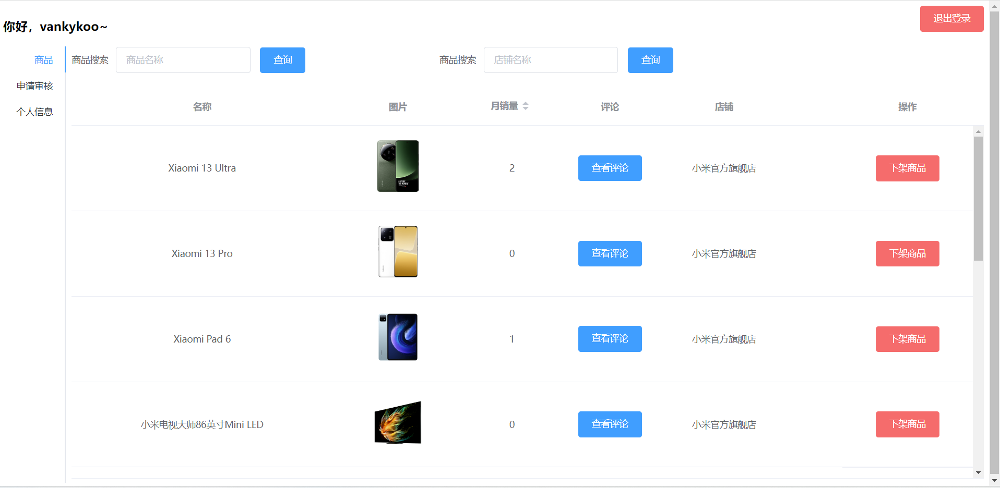 退出登录
你好，vankykoo~
商品
申请审核
个人信息
商品搜索 商品名称 查询 商品搜索 店铺名称 查询
名称 图片 月销量 评论 店铺 操作
Xiaomi 13 Ultra 2 查看评论 小米官方旗舰店 下架商品
CAPTURE
THE MOMENT
Xiaomi 13 Pro 0 查看评论 小米官方旗舰店 下架商品
Xiaomi Pad 6 1 查看评论 小米官方旗舰店 下架商品
小米电视大师86英寸Mini LED 0 查看评论 小米官方旗舰店 下架商品